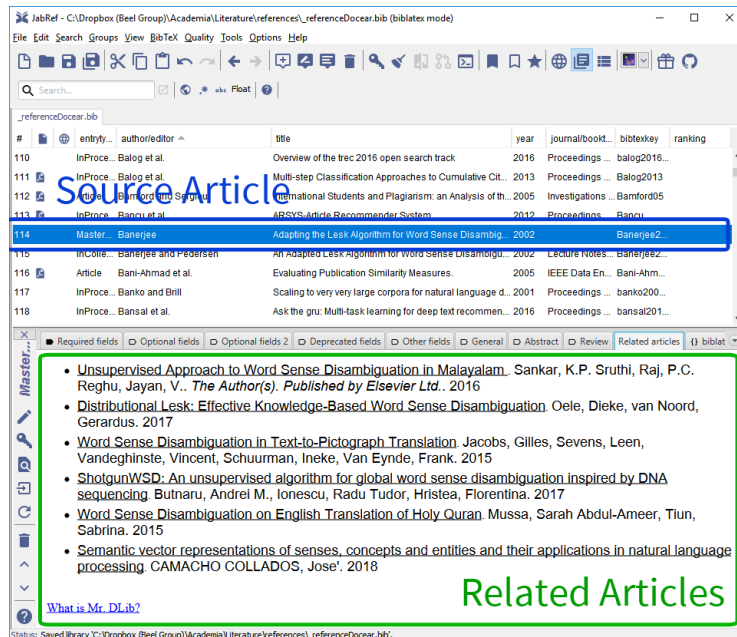 JabRef - C:\Dropbox (Beel Group)\Academia\Literature\references\_referenceDocear.bib (biblatex mode)
File Edit Search Groups View BibTeX Quality Tools Options Help
Search... abc Float
_referenceDocear.bib
# entryty... author/editor title year journal/bookt... bibtexkey ranking
110 InProce... Balog et al. Overview of the trec 2016 open search track 2016 Proceedings ... balog2016...
111 InProce... Balog et al. Multi-step Classification Approaches to Cumulative Cit... 2013 Proceedings ... Balog2013
Source Article
112 Article Bamford and Sergiou International Students and Plagiarism: an Analysis of th... 2005 Investigations ... Bamford05
113 InProce... Bancu et al. ARSYS-Article Recommender System 2012 Proceedings Bancu
114 Master... Banerjee Adapting the Lesk Algorithm for Word Sense Disambig... 2002 Banerjee2...
115 InColle... Banerjee and Pedersen An Adapted Lesk Algorithm for Word Sense Disambigu... 2002 Lecture Notes... Banerjee2...
116 Article Bani-Ahmad et al. Evaluating Publication Similarity Measures. 2005 IEEE Data En... Bani-Ahm...
117 InProce... Banko and Brill Scaling to very very large corpora for natural language d... 2001 Proceedings ... banko200...
118 InProce... Bansal et al. Ask the gru: Multi-task learning for deep text recommen... 2016 Proceedings ... bansal201...
Required fields Optional fields Optional fields 2 Deprecated fields Other fields General Abstract Review Related articles {} biblat
Master...
• Unsupervised Approach to Word Sense Disambiguation in Malayalam . Sankar, K.P. Sruthi, Raj, P.C.
Reghu, Jayan, V.. The Author(s). Published by Elsevier Ltd.. 2016
• Distributional Lesk: Effective Knowledge-Based Word Sense Disambiguation. Oele, Dieke, van Noord,
Gerardus. 2017
• Word Sense Disambiguation in Text-to-Pictograph Translation. Jacobs, Gilles, Sevens, Leen,
Vandeghinste, Vincent, Schuurman, Ineke, Van Eynde, Frank. 2015
• ShotgunWSD: An unsupervised algorithm for global word sense disambiguation inspired by DNA
sequencing. Butnaru, Andrei M., Ionescu, Radu Tudor, Hristea, Florentina. 2017
• Word Sense Disambiguation on English Translation of Holy Quran. Mussa, Sarah Abdul-Ameer, Tiun,
Sabrina. 2015
• Semantic vector representations of senses, concepts and entities and their applications in natural language
processing. CAMACHO COLLADOS, Jose'. 2018
Related Articles
What is Mr. DLib?
Status: Saved library 'C:\Dropbox (Beel Group)\Academia\Literature\references\_referenceDocear.bib'.